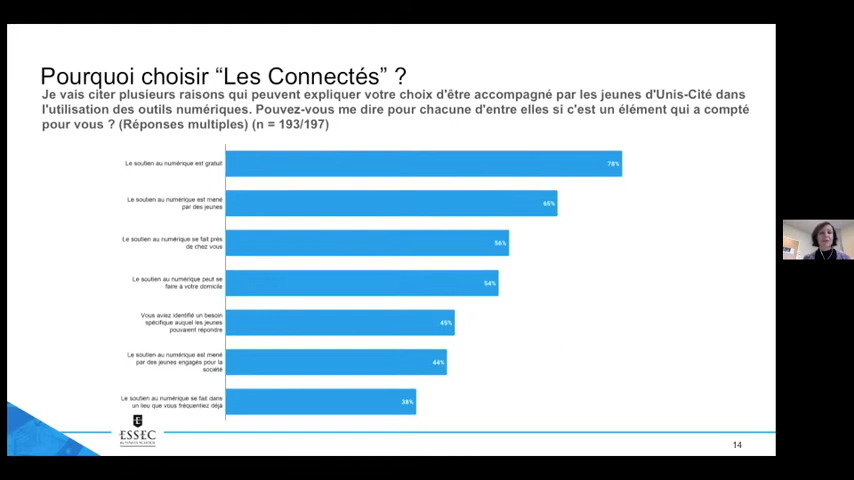 Pourquoi choisir “Les Connectés” ?
Je vais citer plusieurs raisons qui peuvent expliquer votre choix d'être accompagné par les jeunes d'Unis-Cité dans
l'utilisation des outils numériques. Pouvez-vous me dire pour chacune d'entre elles si c'est un élément qui a compté
pour vous ? (Réponses multiples) (n = 193/197)
Le soutien au numérique est gratuit
78%
Le soutien au numérique est mené
par des jeunes
65%
Le soutien au numérique se fait près
de chez vous
56%
Le soutien au numérique peut se
faire à votre domicile
54%
Vous aviez identifié un besoin
spécifique auquel les jeunes
pouvaient répondre
45%
Le soutien au numérique est mené
par des jeunes engagés pour la
société
44%
Le soutien au numérique se fait dans
un lieu que vous fréquentiez déjà
38%
ESSEC
BUSINESS SCHOOL
14